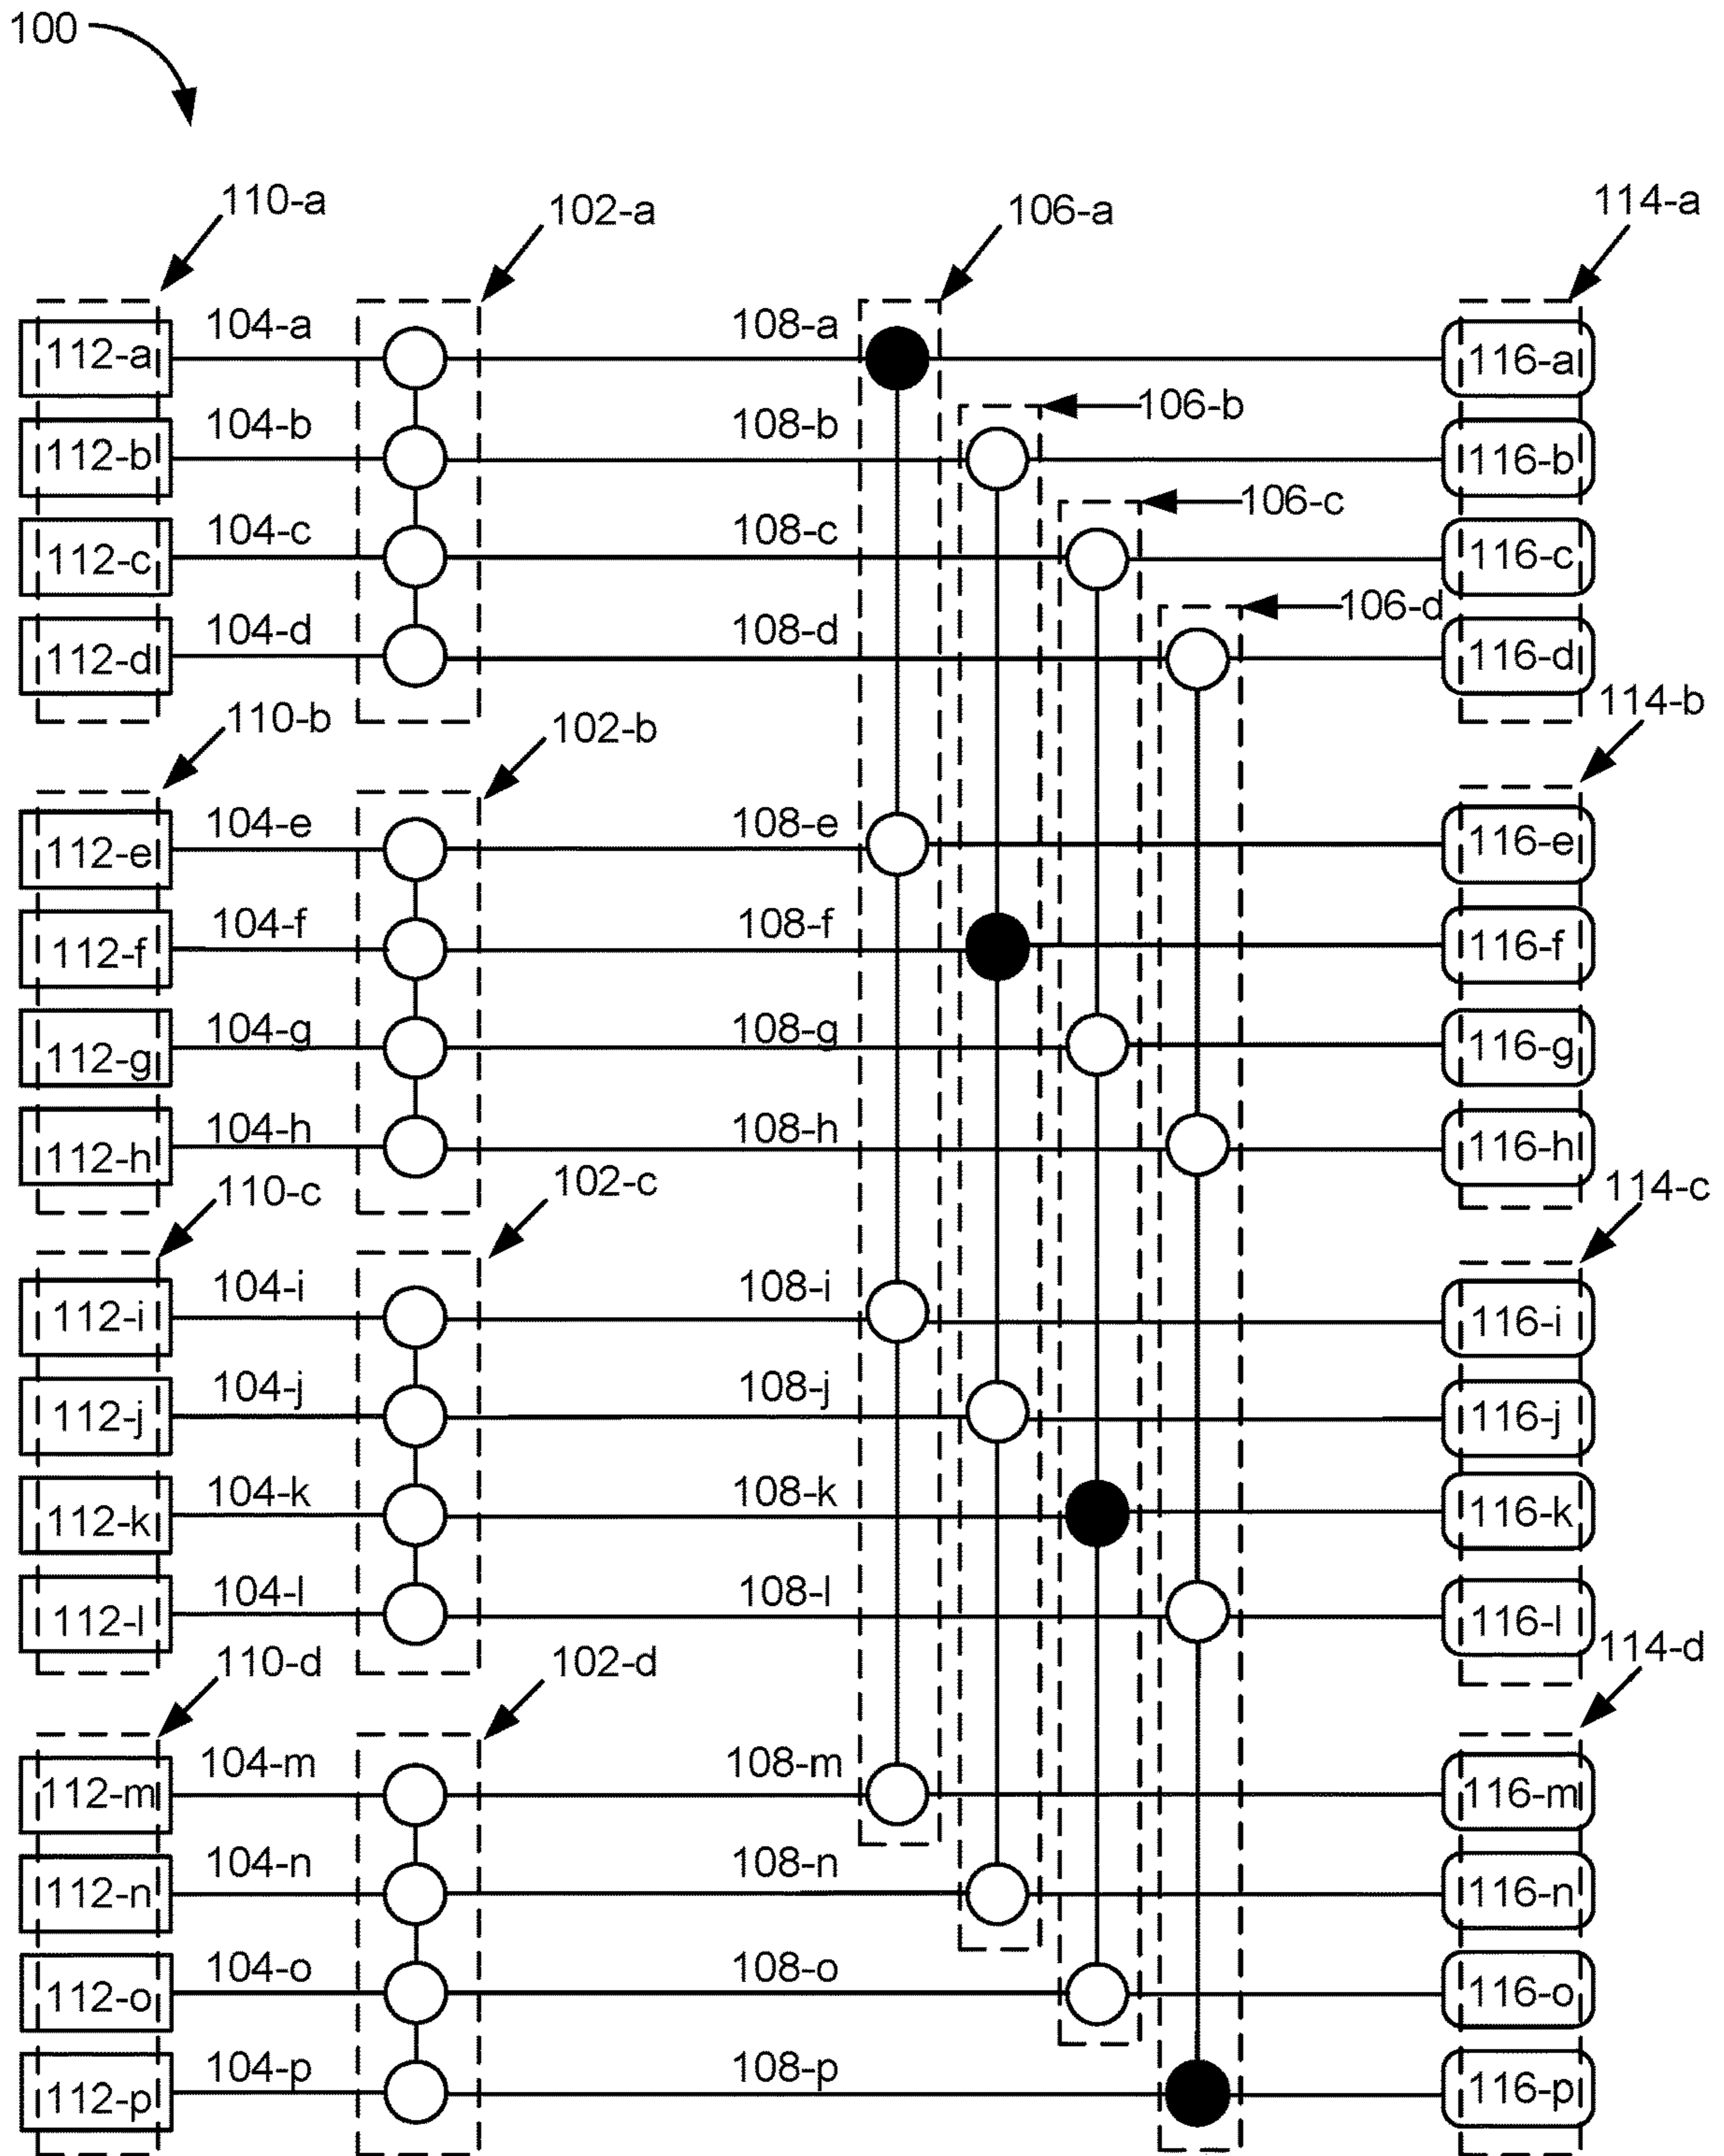 100
110-a 102-a 106-a 114-a
112-a 104-a 108-a 116-a
106-b
112-b 104-b 108-b 116-b
106-c
112-c 104-c 108-c 116-c
106-d
112-d 104-d 108-d 116-d
110-b 102-b 114-b
112-e 104-e 108-e 116-e
112-f 104-f 108-f 116-f
112-g 104-g 108-g 116-g
112-h 104-h 108-h 116-h
110-c 102-c 114-c
112-i 104-i 108-i 116-i
112-j 104-j 108-j 116-j
112-k 104-k 108-k 116-k
112-l 104-l 108-l 116-l
110-d 102-d 114-d
112-m 104-m 108-m 116-m
112-n 104-n 108-n 116-n
112-o 104-o 108-o 116-o
112-p 104-p 108-p 116-p